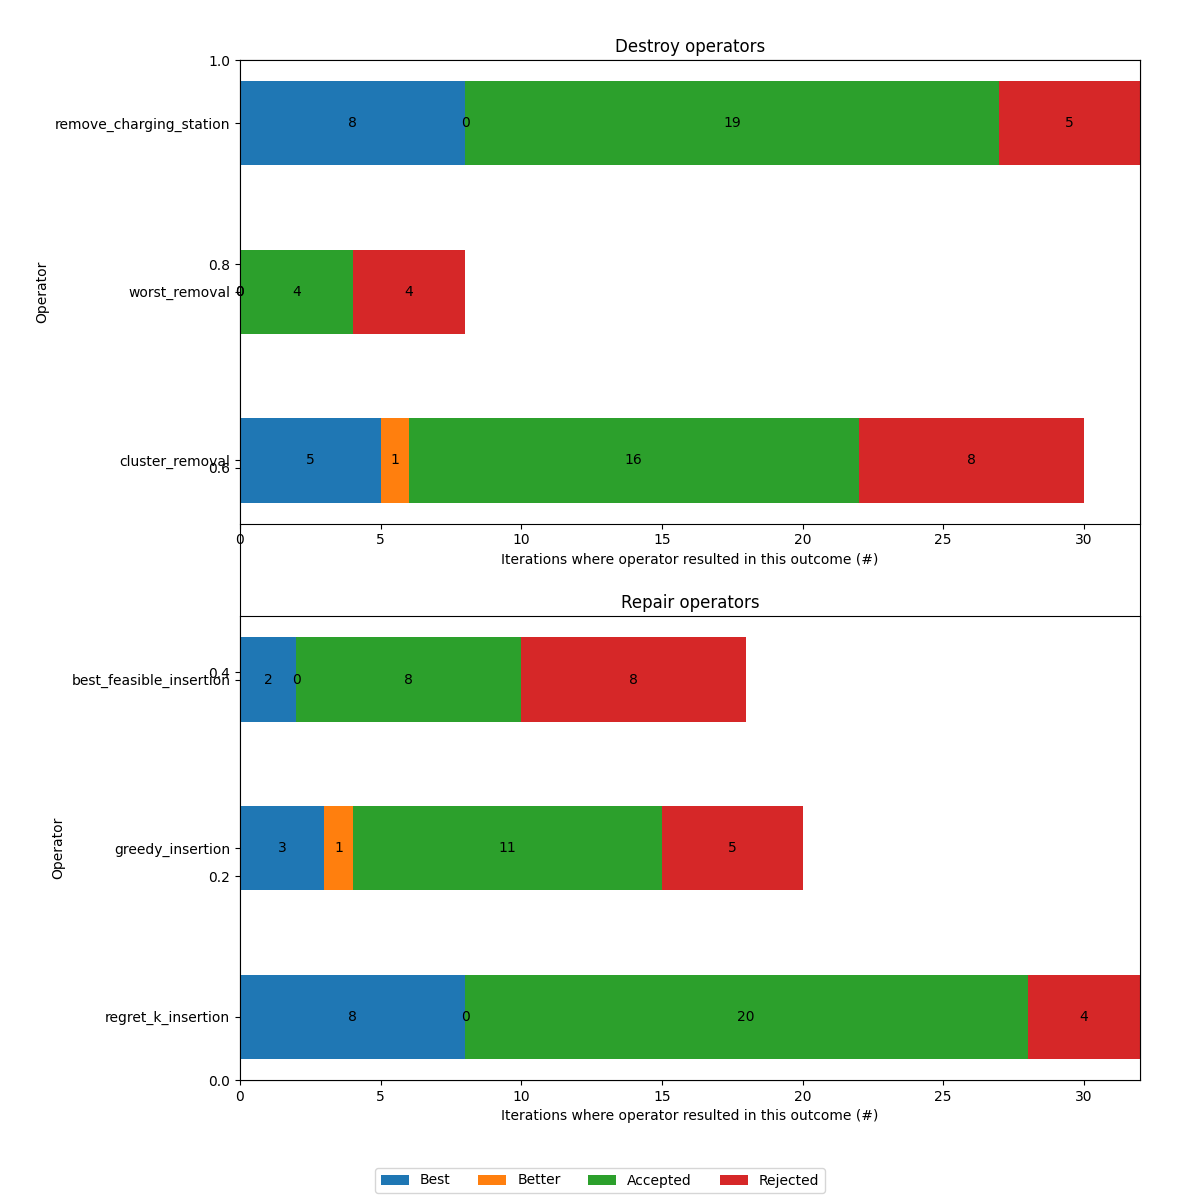 Destroy operators
1.0
remove_charging_station
8 0 19 5
0.8
worst_removal
0 0 4 4
Operator
cluster_removal
5 1 16 8
0.6
0 5 10 15 20 25 30
Iterations where operator resulted in this outcome (#)
Repair operators
0.4
best_feasible_insertion
2 0 8 8
Operator
greedy_insertion
3 1 11 5
0.2
regret_k_insertion
8 0 20 4
0.0
0 5 10 15 20 25 30
Iterations where operator resulted in this outcome (#)
Best Better Accepted Rejected